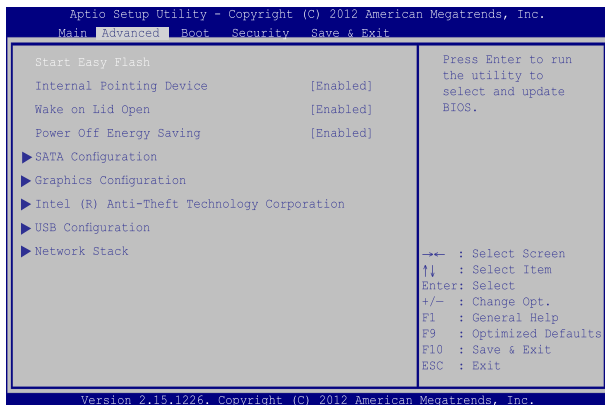 Aptio Setup Utility - Copyright (C) 2012 American Megatrends, Inc.
Main Advanced Boot Security Save & Exit
Start Easy Flash
Internal Pointing Device [Enabled]
Wake on Lid Open [Enabled]
Power Off Energy Saving [Enabled]
SATA Configuration
Graphics Configuration
Intel (R) Anti-Theft Technology Corporation
USB Configuration
Network Stack
Press Enter to run
the utility to
select and update
BIOS.
→← : Select Screen
↑↓ : Select Item
Enter: Select
+/— : Change Opt.
F1 : General Help
F9 : Optimized Defaults
F10 : Save & Exit
ESC : Exit
Version 2.15.1226. Copyright (C) 2012 American Megatrends, Inc.